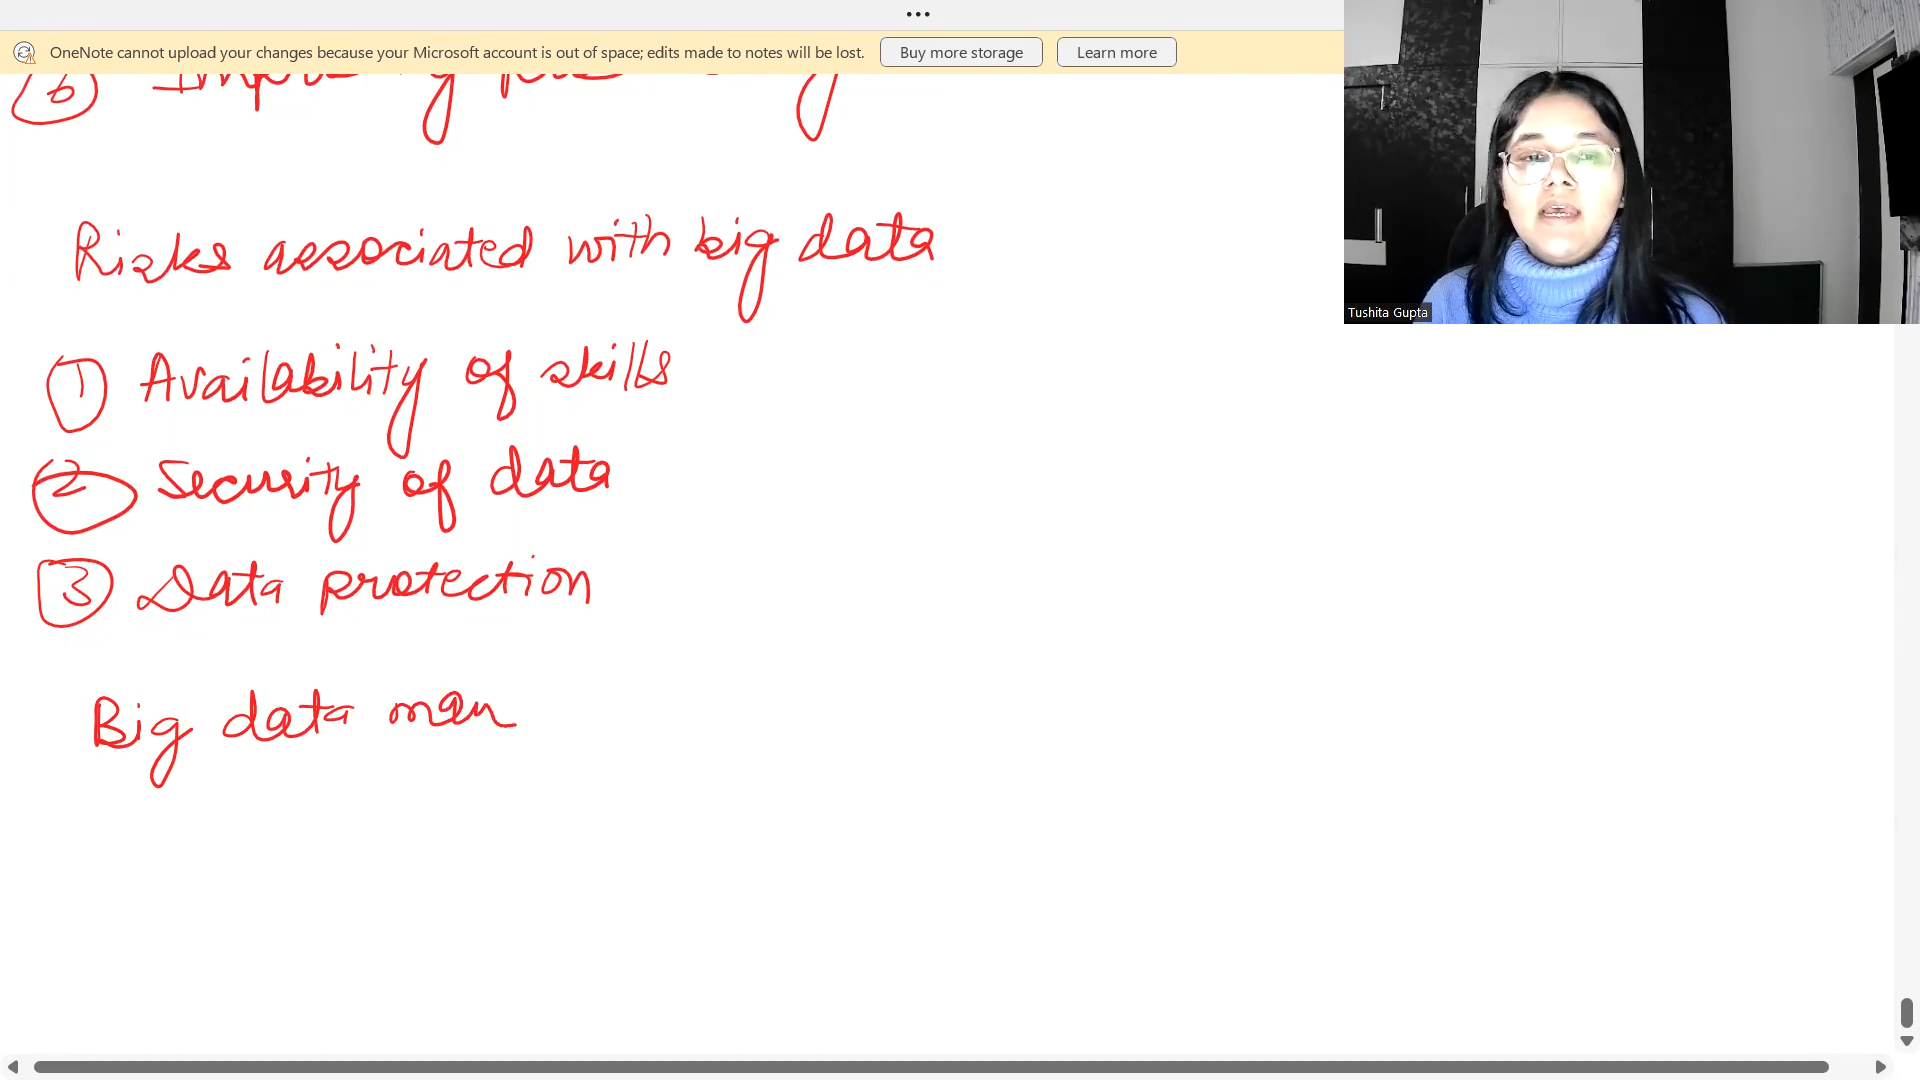 OneNote cannot upload your changes because your Microsoft account is out of space; edits made to notes will be lost. Buy more storage Learn more
6
Risks associated with big data
Tushita Gupta
1 Availability of skills
2 Security of data
3 Data protection
Big data man